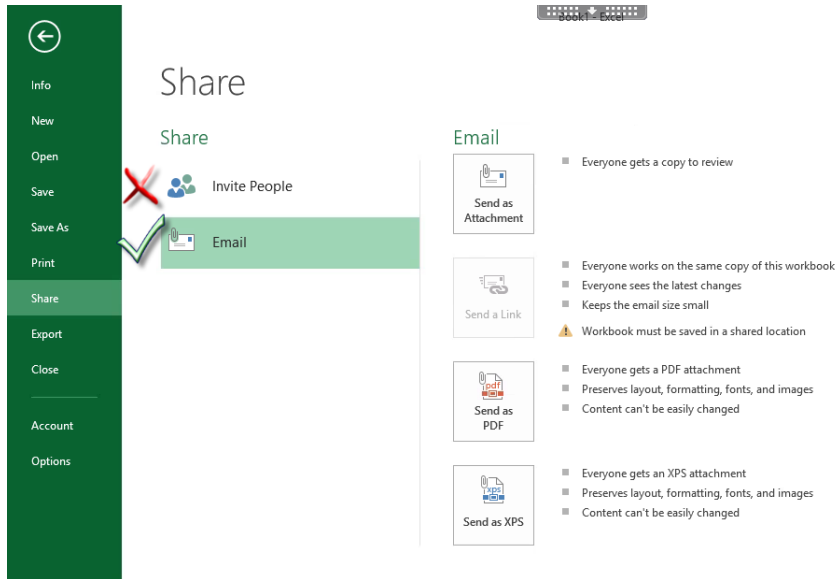 Book1 - Excel
Info
New
Open
Save
Save As
Print
Share
Export
Close
Account
Options
Share
Share
Invite People
Email
Email
Send as
Attachment
Everyone gets a copy to review
Send a Link
Everyone works on the same copy of this workbook
Everyone sees the latest changes
Keeps the email size small
Workbook must be saved in a shared location
pdf
Send as
PDF
Everyone gets a PDF attachment
Preserves layout, formatting, fonts, and images
Content can't be easily changed
xps
Send as XPS
Everyone gets an XPS attachment
Preserves layout, formatting, fonts, and images
Content can't be easily changed